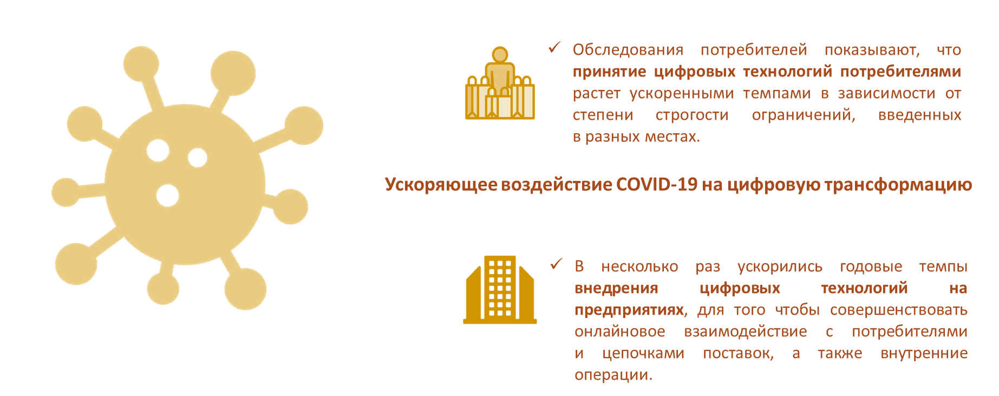 ✓ Обследования потребителей показывают, что
принятие цифровых технологий потребителями
растет ускоренными темпами в зависимости от
степени строгости ограничений, введенных
в разных местах.
Ускоряющее воздействие COVID-19 на цифровую трансформацию
✓ В несколько раз ускорились годовые темпы
внедрения цифровых технологий на
предприятиях, для того чтобы совершенствовать
онлайновое взаимодействие с потребителями
и цепочками поставок, а также внутренние
операции.